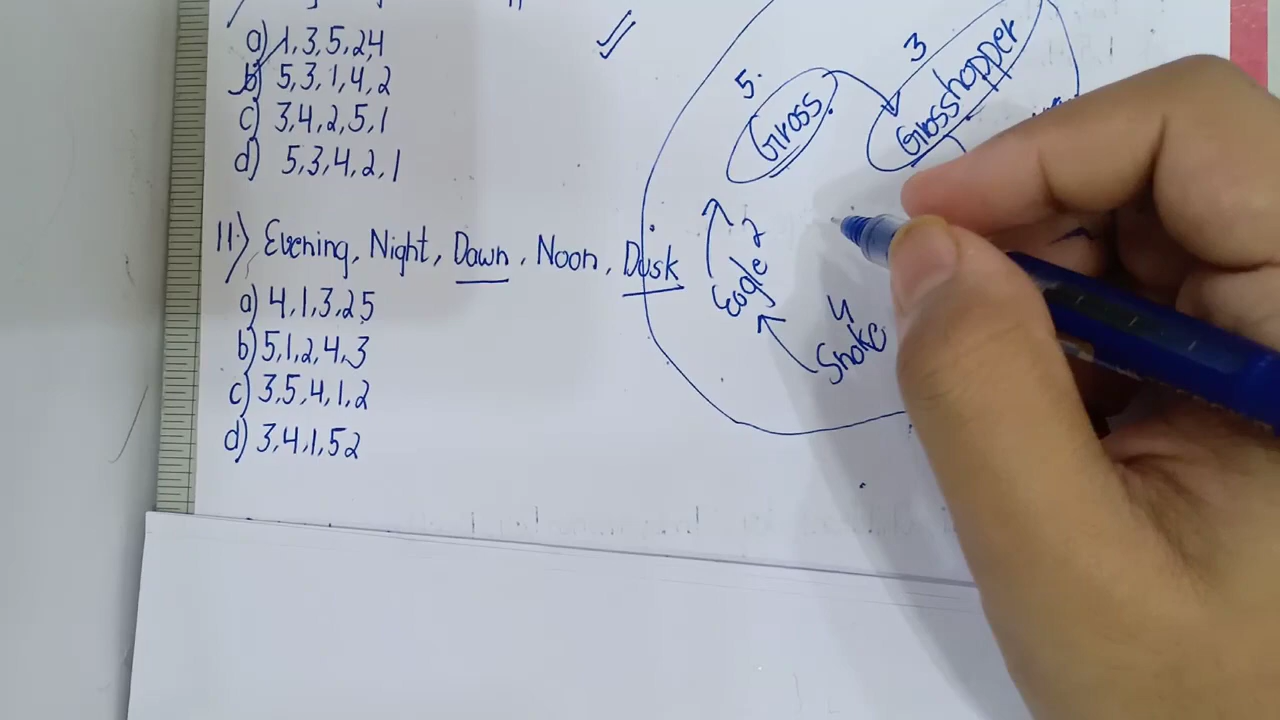 a) 1,3,5,2,4
b) 5,3,1,4,2
c) 3,4,2,5,1
d) 5,3,4,2,1
11.) Evening, Night, Dawn, Noon, Dusk
a) 4,1,3,2 5
b) 5,1,2,4,3
c) 3,5,4,1,2
d) 3,4,1,5 2
5.
Grass
3
Grasshopper
Eagle 2
4
Snake